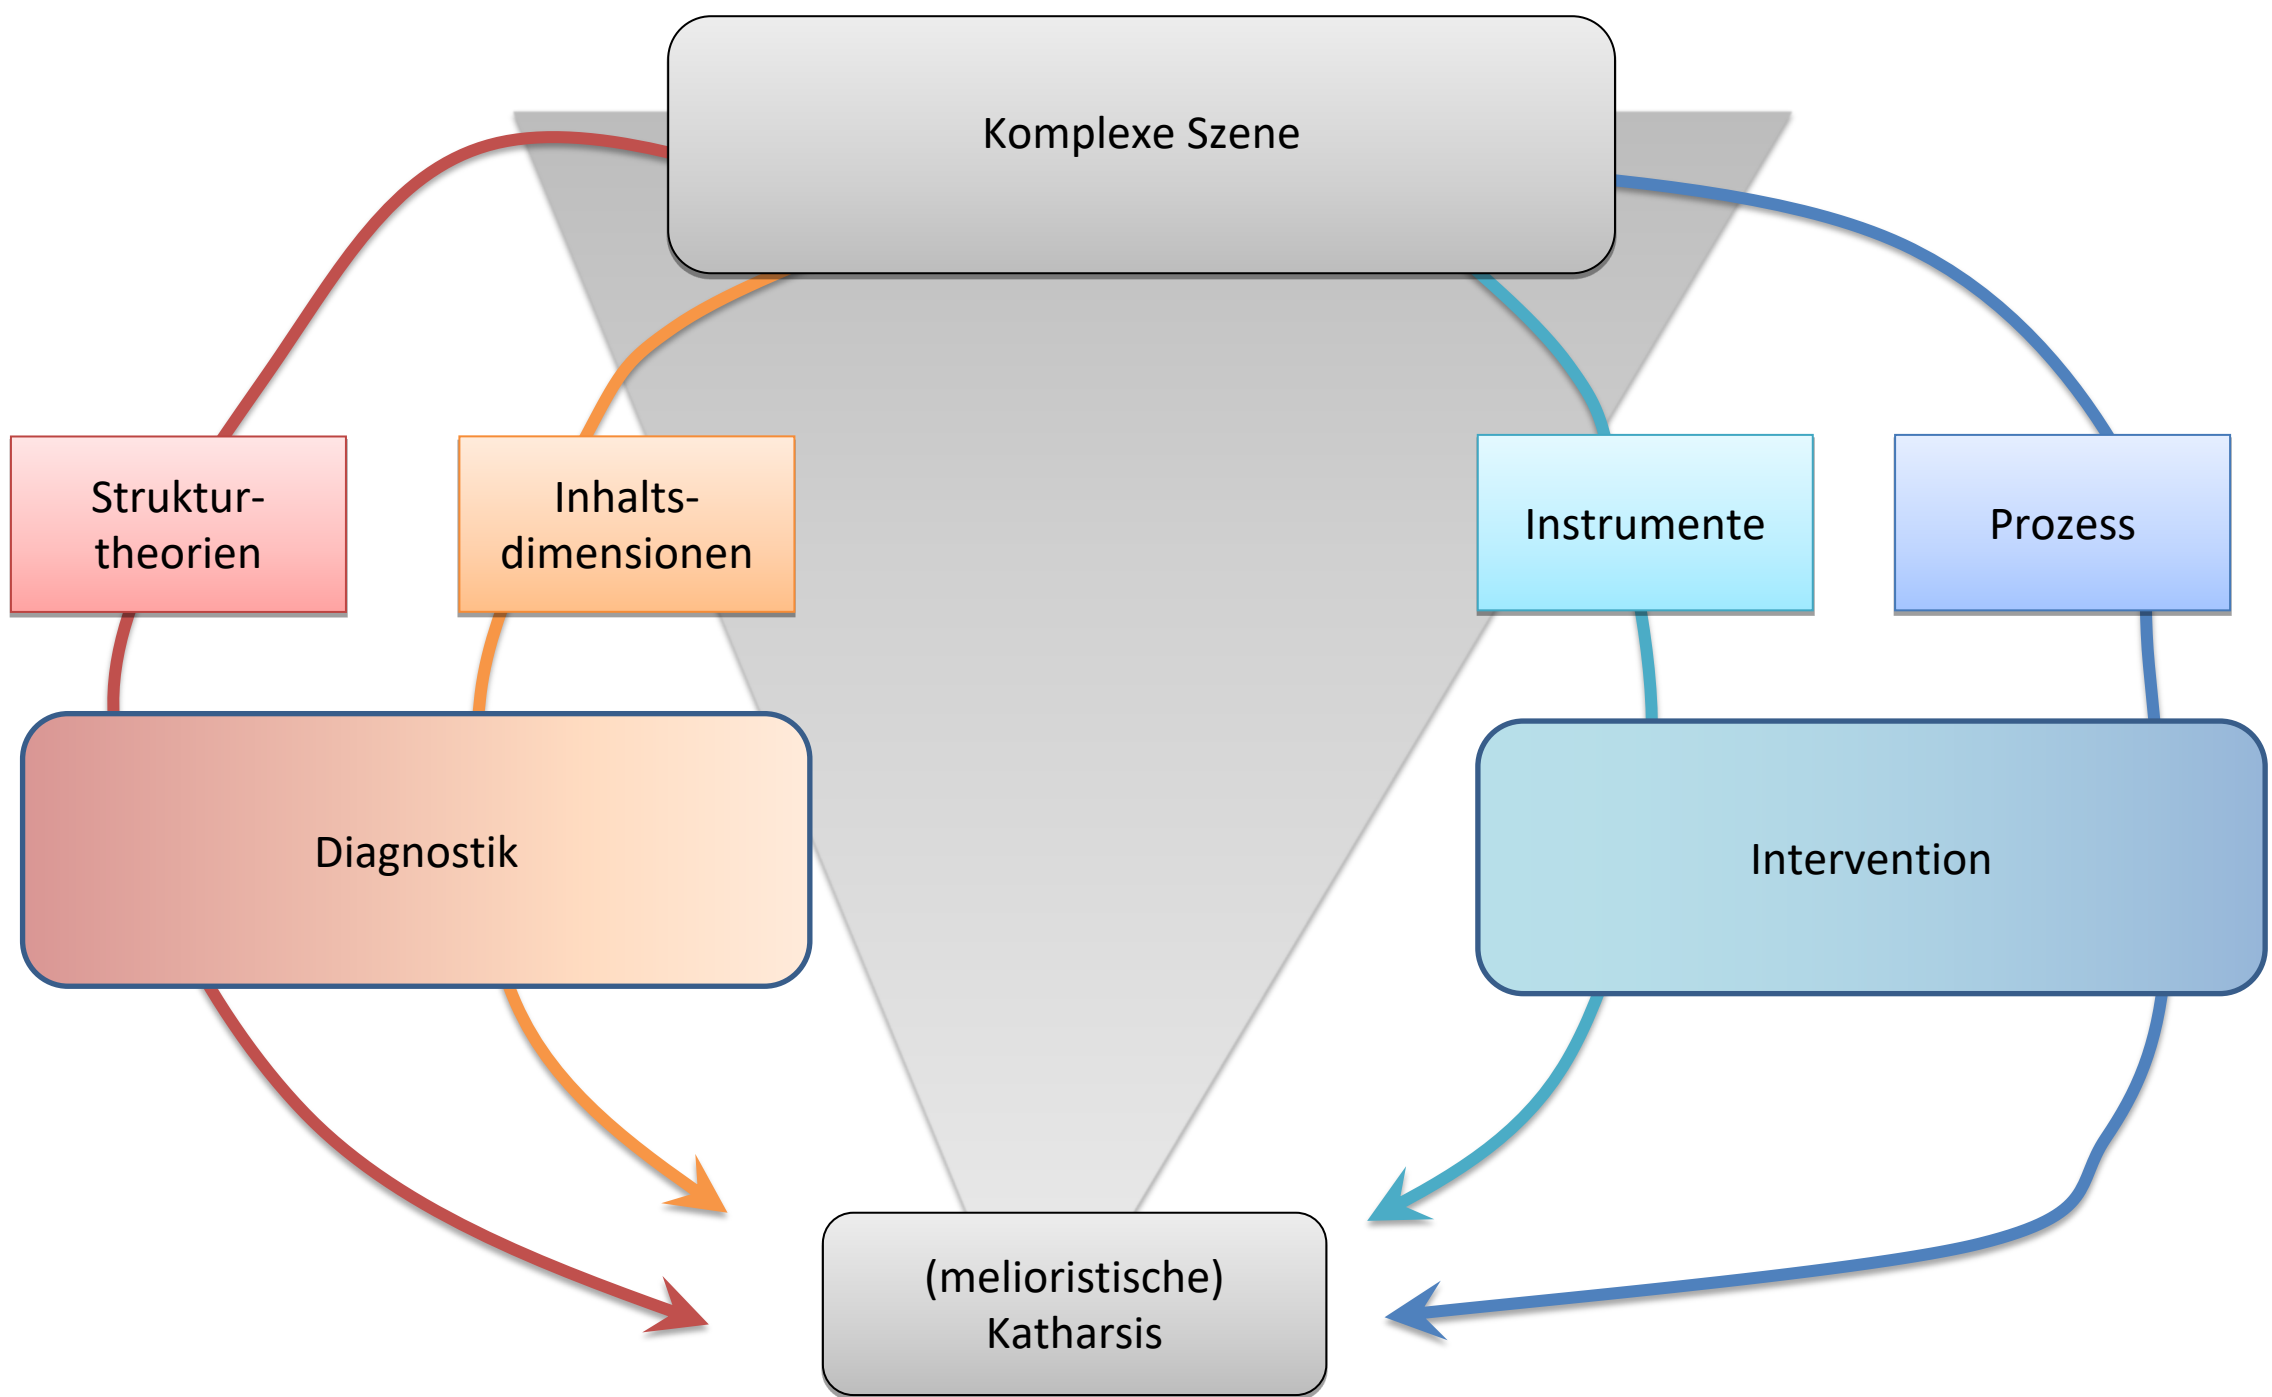 Komplexe Szene
Struktur-
theorien
Inhalts-
dimensionen
Instrumente
Prozess
Diagnostik
Intervention
(melioristische)
Katharsis